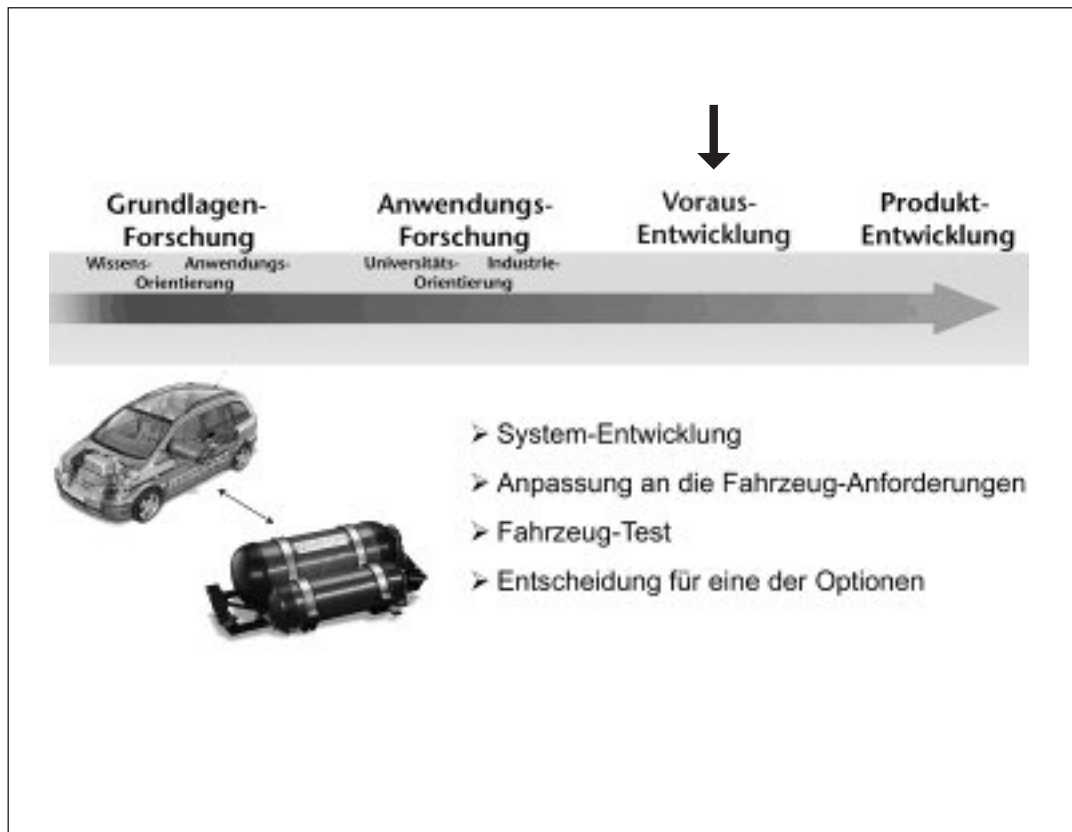 Grundlagen-
Forschung
Anwendungs-
Forschung
Voraus-
Entwicklung
Produkt-
Entwicklung
Wissens- Anwendungs-
Orientierung
Universitäts- Industrie-
Orientierung
➢ System-Entwicklung
➢ Anpassung an die Fahrzeug-Anforderungen
➢ Fahrzeug-Test
➢ Entscheidung für eine der Optionen